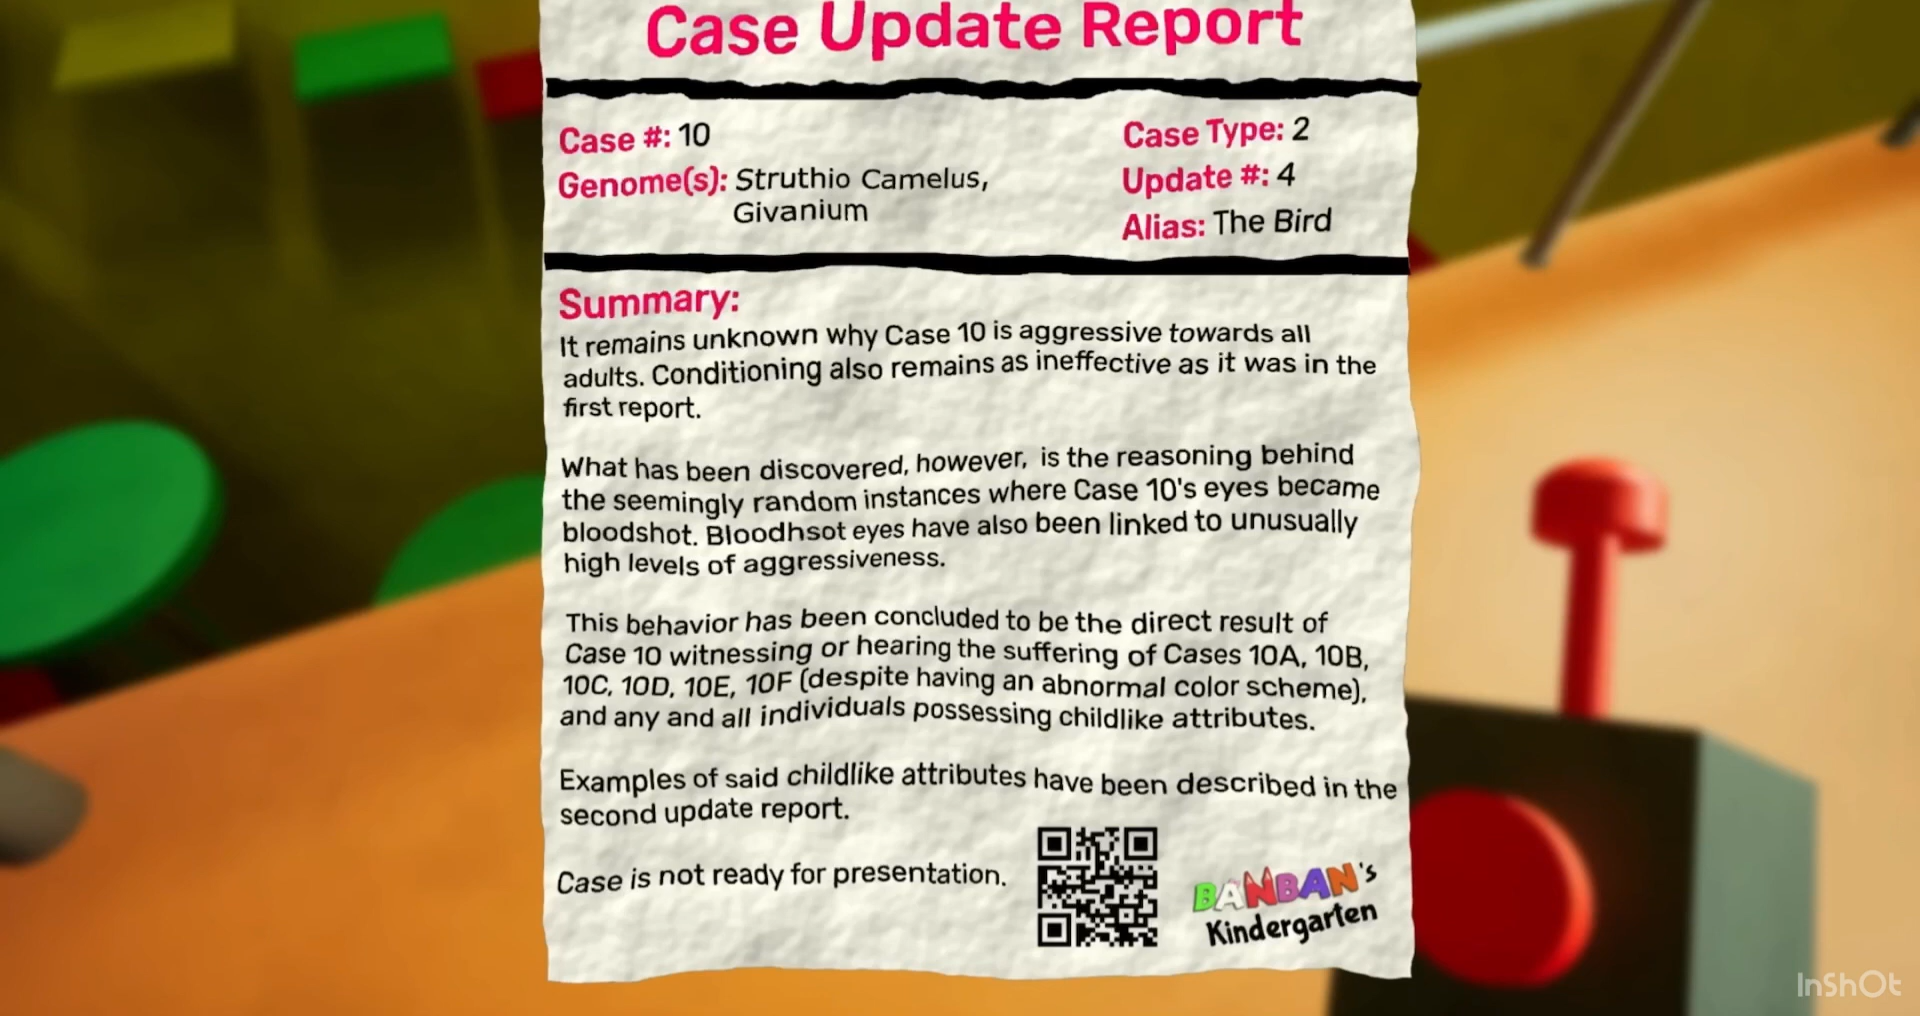 Case Update Report
Case #: 10
Case Type: 2
Genome(s): Struthio Camelus,
Givanium
Update #: 4
Alias: The Bird
Summary:
It remains unknown why Case 10 is aggressive towards all
adults. Conditioning also remains as ineffective as it was in the
first report.
What has been discovered, however, is the reasoning behind
the seemingly random instances where Case 10's eyes became
bloodshot. Bloodhsot eyes have also been linked to unusually
high levels of aggressiveness.
This behavior has been concluded to be the direct result of
Case 10 witnessing or hearing the suffering of Cases 10A, 10B,
10C, 10D, 10E, 10F (despite having an abnormal color scheme),
and any and all individuals possessing childlike attributes.
Examples of said childlike attributes have been described in the
second update report.
Case is not ready for presentation.
BANBAN's
Kindergarten
InShOt